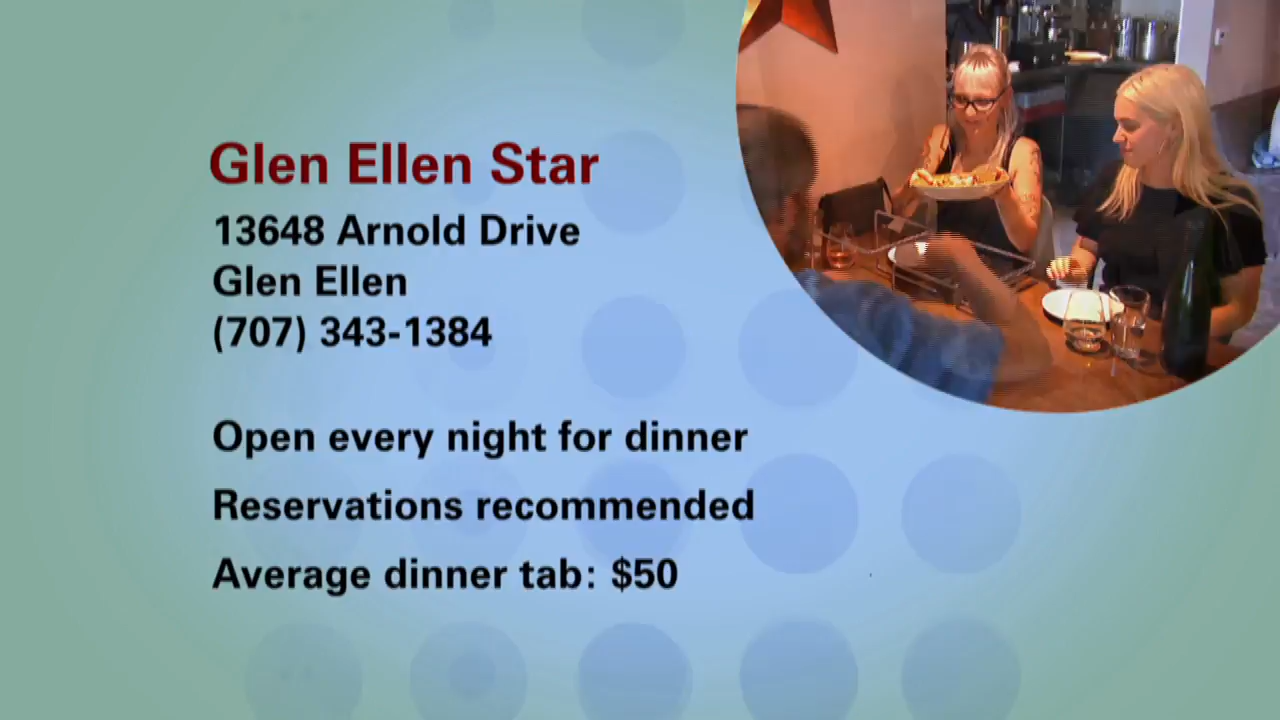 Glen Ellen Star
13648 Arnold Drive
Glen Ellen
(707) 343-1384
Open every night for dinner
Reservations recommended
Average dinner tab: $50